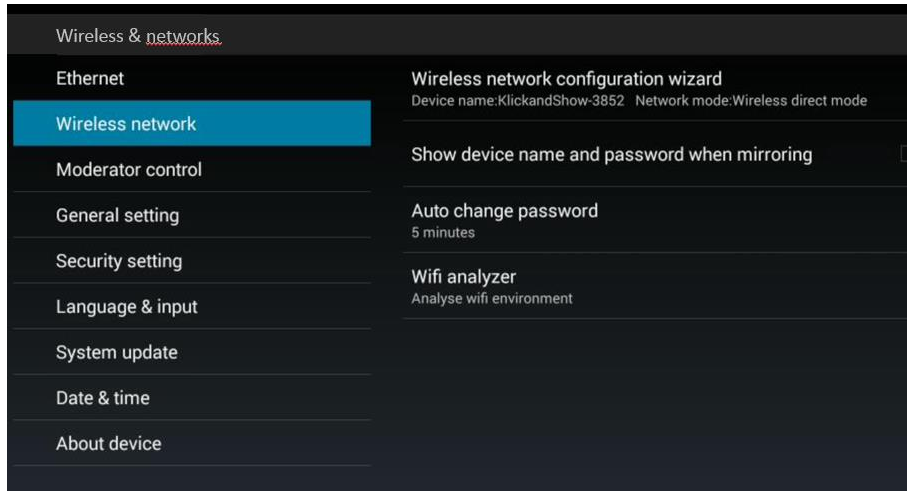 Wireless & networks
Ethernet
Wireless network
Moderator control
General setting
Security setting
Language & input
System update
Date & time
About device
Wireless network configuration wizard
Device name:KlickandShow-3852 Network mode:Wireless direct mode
Show device name and password when mirroring
Auto change password
5 minutes
Wifi analyzer
Analyse wifi environment